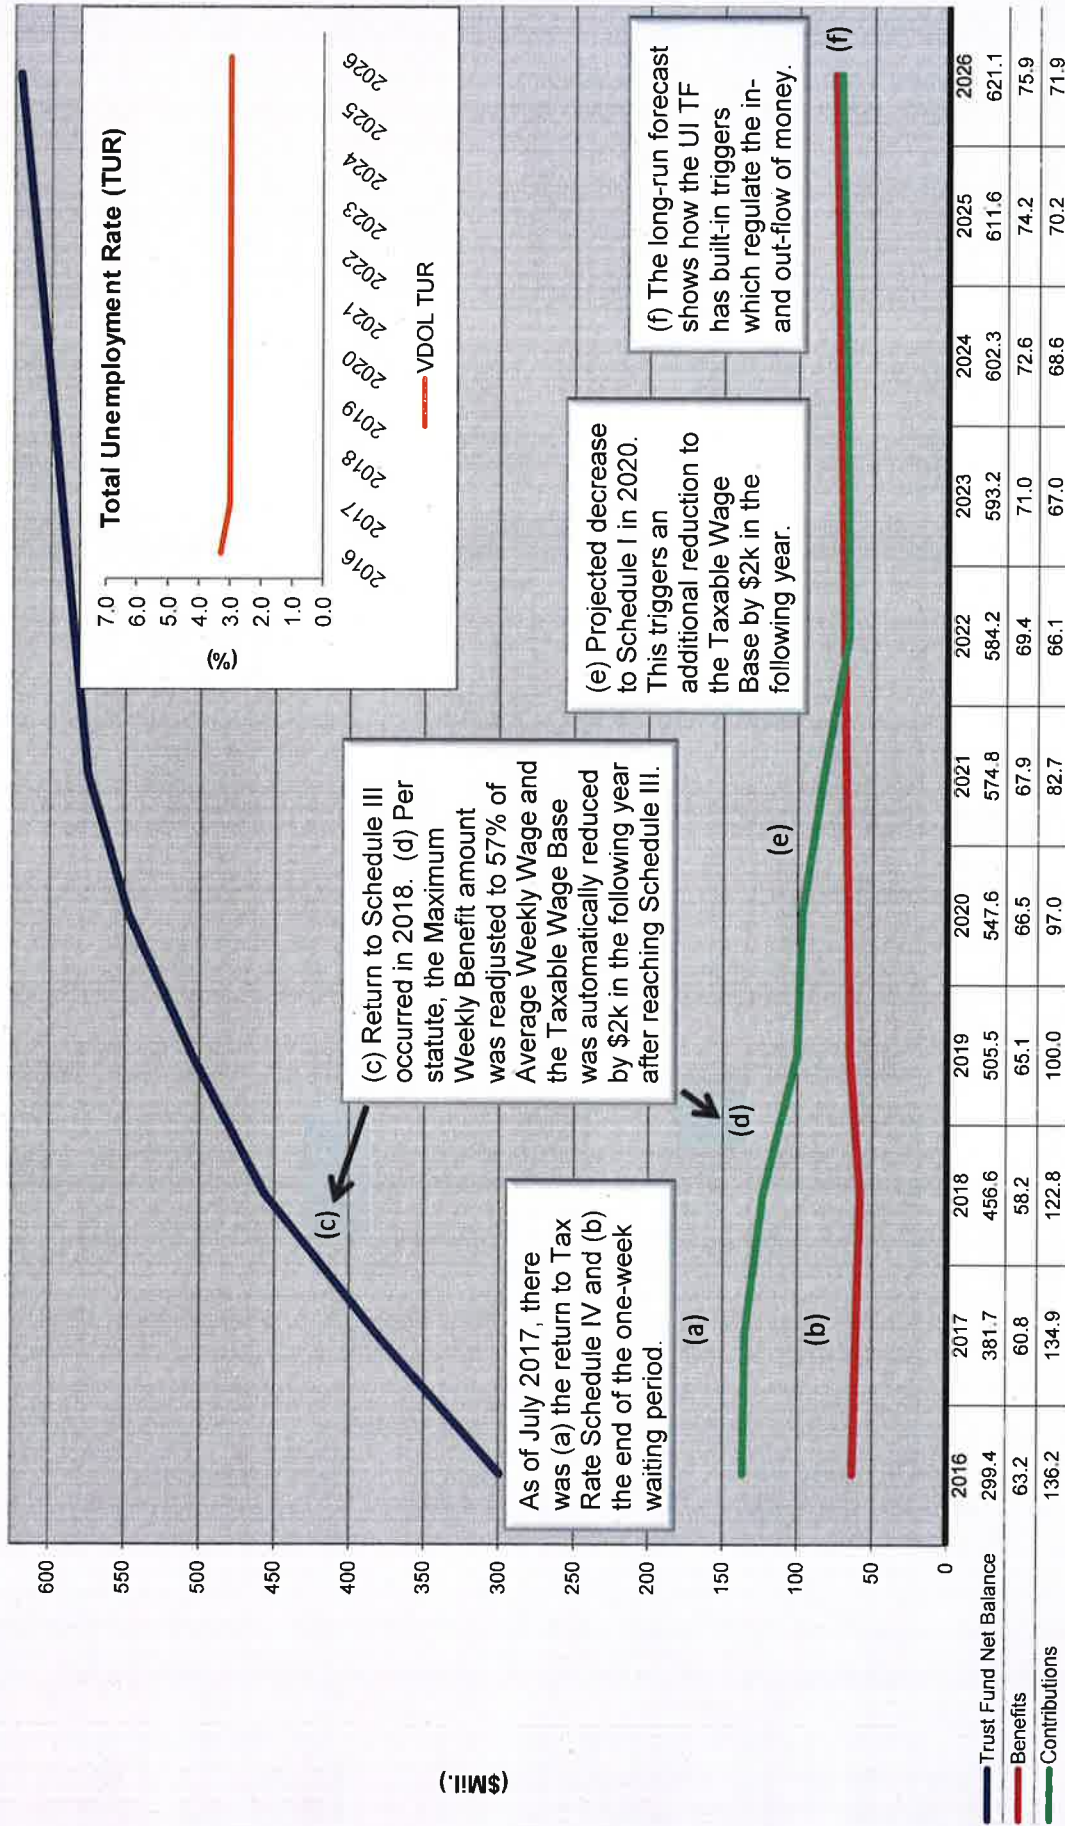 ($Mil.)
600
550
500
450
400
350
300
250
200
150
100
50
0
Total Unemployment Rate (TUR)
(%)
7.0
6.0
5.0
4.0
3.0
2.0
1.0
0.0
2016 2017 2018 2019 2020 2021 2022 2023 2024 2025 2026
VDOL TUR
(c) Return to Schedule III
occurred in 2018. (d) Per
statute, the Maximum
Weekly Benefit amount
was readjusted to 57% of
Average Weekly Wage and
the Taxable Wage Base
was automatically reduced
by $2k in the following year
after reaching Schedule III.
As of July 2017, there
was (a) the return to Tax
Rate Schedule IV and (b)
the end of the one-week
waiting period.
(e) Projected decrease
to Schedule I in 2020.
This triggers an
additional reduction to
the Taxable Wage
Base by $2k in the
following year.
(f) The long-run forecast
shows how the UI TF
has built-in triggers
which regulate the in-
and out-flow of money.
(c)
(a)
(d)
(b)
(e)
(f)
2016 2017 2018 2019 2020 2021 2022 2023 2024 2025 2026
Trust Fund Net Balance 299.4 381.7 456.6 505.5 547.6 574.8 584.2 593.2 602.3 611.6 621.1
Benefits 63.2 60.8 58.2 65.1 66.5 67.9 69.4 71.0 72.6 74.2 75.9
Contributions 136.2 134.9 122.8 100.0 97.0 82.7 66.1 67.0 68.6 70.2 71.9